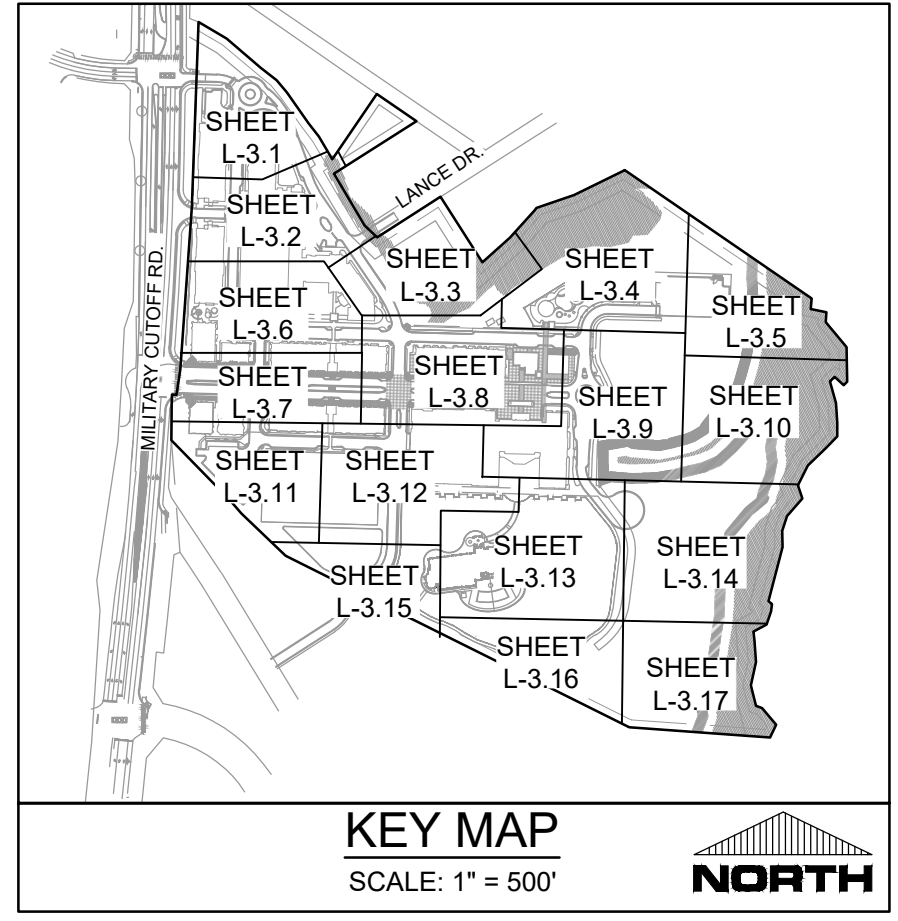 SHEET
L-3.1
LANCE DR.
SHEET
L-3.2
MILITARY CUTOFF RD.
SHEET
L-3.3
SHEET
L-3.4
SHEET
L-3.5
SHEET
L-3.6
SHEET
L-3.7
SHEET
L-3.8
SHEET
L-3.9
SHEET
L-3.10
SHEET
L-3.11
SHEET
L-3.12
SHEET
L-3.13
SHEET
L-3.14
SHEET
L-3.15
SHEET
L-3.16
SHEET
L-3.17
KEY MAP
SCALE: 1" = 500'
NORTH